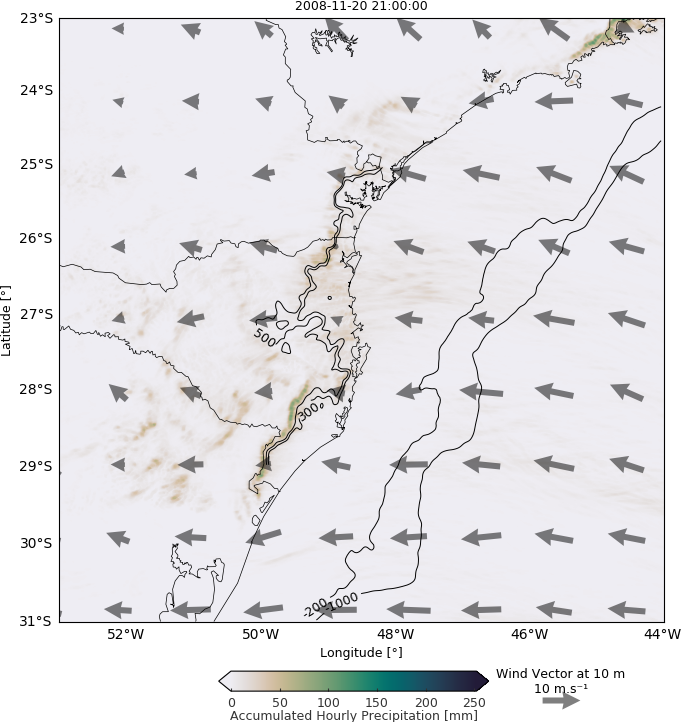 2008-11-20 21:00:00
23°S
24°S
25°S
26°S
27°S
28°S
29°S
30°S
31°S
Latitude [°]
500
300
-200
-1000
52°W 50°W 48°W 46°W 44°W
Longitude [°]
0 50 100 150 200 250
Accumulated Hourly Precipitation [mm]
Wind Vector at 10 m
10 m.s⁻¹